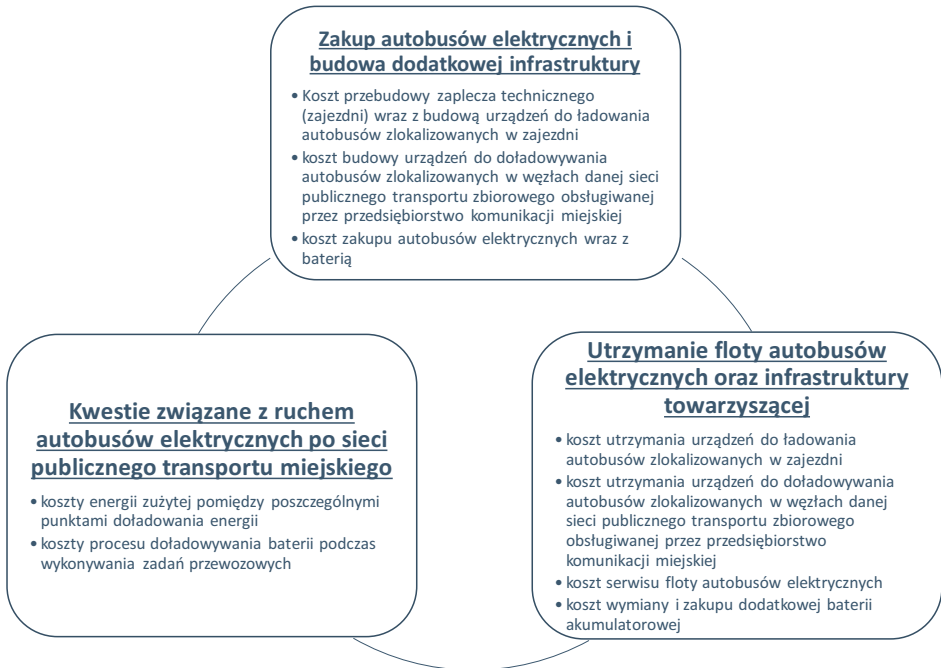 Zakup autobusów elektrycznych i
budowa dodatkowej infrastruktury
• Koszt przebudowy zaplecza technicznego
(zajezdni) wraz z budową urządzeń do ładowania
autobusów zlokalizowanych w zajezdni
• koszt budowy urządzeń do doładowywania
autobusów zlokalizowanych w węzłach danej sieci
publicznego transportu zbiorowego obsługiwanej
przez przedsiębiorstwo komunikacji miejskiej
• koszt zakupu autobusów elektrycznych wraz z
baterią
Kwestie związane z ruchem
autobusów elektrycznych po sieci
publicznego transportu miejskiego
• koszty energii zużytej pomiędzy poszczególnymi
punktami doładowania energii
• koszty procesu doładowywania baterii podczas
wykonywania zadań przewozowych
Utrzymanie floty autobusów
elektrycznych oraz infrastruktury
towarzyszącej
• koszt utrzymania urządzeń do ładowania
autobusów zlokalizowanych w zajezdni
• koszt utrzymania urządzeń do doładowywania
autobusów zlokalizowanych w węzłach danej
sieci publicznego transportu zbiorowego
obsługiwanej przez przedsiębiorstwo
komunikacji miejskiej
• koszt serwisu floty autobusów elektrycznych
• koszt wymiany i zakupu dodatkowej baterii
akumulatorowej